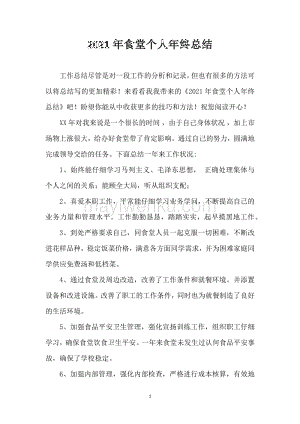 2021 年食堂个人年终总结
工作总结尽管是对一段工作的分析和记录,但也有很多的方法可
以将总结写的更加精彩！来看看我我带来的《2021 年食堂个人年终
总结》吧！盼望你能从中收获更多的技巧和方法！祝您阅读开心！
XX 年对我来说是一个很长的时间，由于自己身体状况，加上市
场物上涨很大，给办好食堂带了肯定影响。通过自己的努力，圆满地
完成领导交给的任务。下面总结一年来工作状况:
1、始终能仔细学习马列主义、毛泽东思想， 正确处理集体与
个人之间的关系；能顾全大局，听从组织支配；
2、喜爱本职工作，平常能仔细学习业务学问，不断提高自己的
业务力量和管理水平。工作勤勤恳恳，踏踏实实，起早摸黑地工作。
3、到处严格要求自己，同食堂人员一起克服一切困难，不断改
进花样品种。稳定饭菜价格，满意各方面同学需求，并为困难家庭同
学供应免费汤和低档菜。
4、通过食堂及周边改造，改善了工作条件和就餐环境。并添置
设备和改进设施。改善了职工的工作条件，同时也为就餐制造了良好
的生活环境。
5、加强食品平安卫生管理，强化宣扬训练工作，组织职工仔细
学习，确保食堂饮食卫生平安。一年来食堂未发生过认何食品平安事
故，确保了学校稳定。
6、加强内部管理，强化内部检查，严格进行成本核算，有效地
1